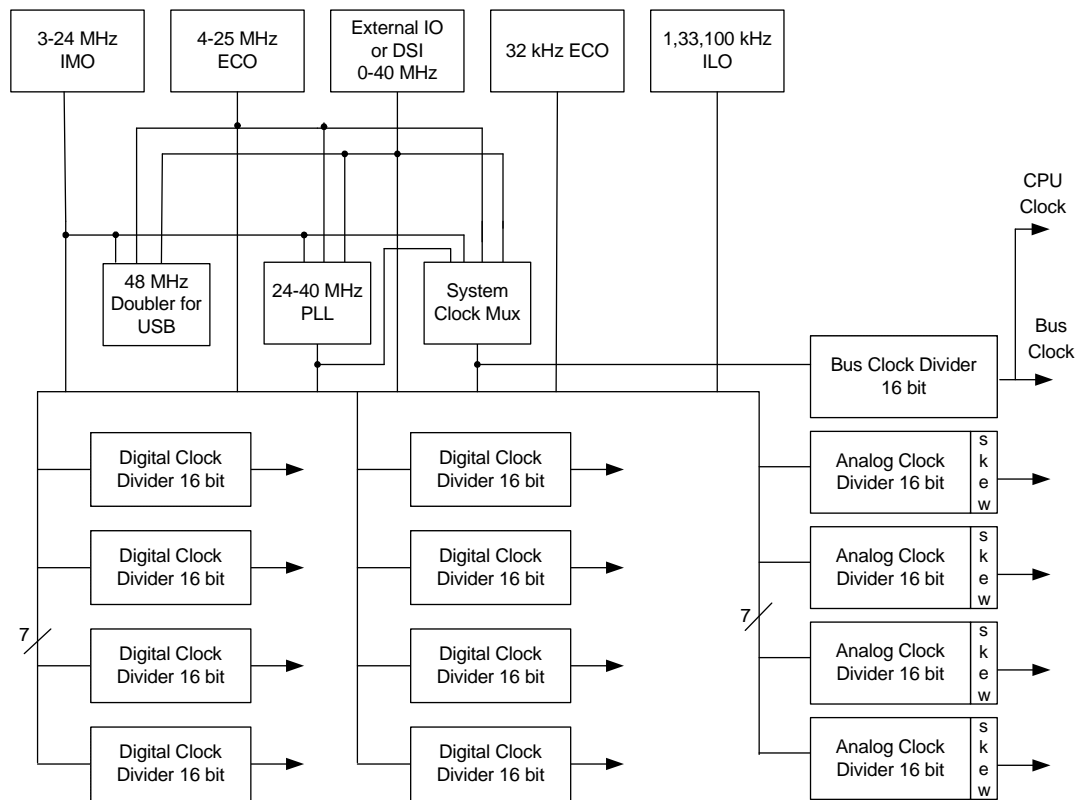 3-24 MHz
IMO
4-25 MHz
ECO
External IO
or DSI
0-40 MHz
32 kHz ECO
1,33,100 kHz
ILO
CPU
Clock
48 MHz
Doubler for
USB
24-40 MHz
PLL
System
Clock Mux
Bus
Clock
Bus Clock Divider
16 bit
Digital Clock
Divider 16 bit
Digital Clock
Divider 16 bit
Analog Clock
Divider 16 bit
s
k
e
w
Digital Clock
Divider 16 bit
Digital Clock
Divider 16 bit
Analog Clock
Divider 16 bit
s
k
e
w
7
7
Digital Clock
Divider 16 bit
Digital Clock
Divider 16 bit
Analog Clock
Divider 16 bit
s
k
e
w
Digital Clock
Divider 16 bit
Digital Clock
Divider 16 bit
Analog Clock
Divider 16 bit
s
k
e
w